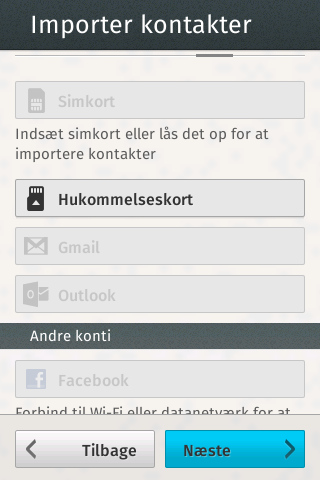 Importer kontakter
Simkort
Indsæt simkort eller lås det op for at
importere kontakter
Hukommelseskort
Gmail
Outlook
Andre konti
Facebook
Forbind til Wi-Fi eller datanetværk for at
Tilbage
Næste